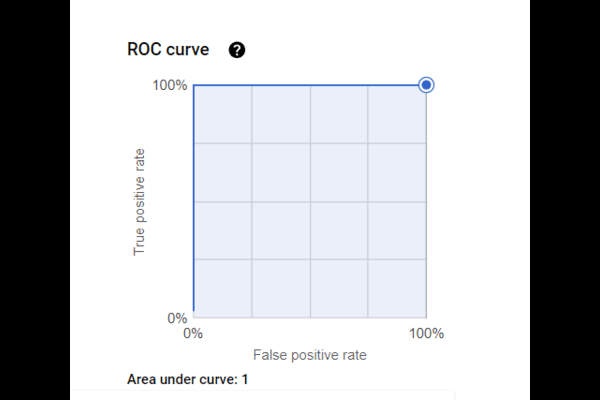 ROC curve ?
100%
True positive rate
0%
0%
100%
False positive rate
Area under curve: 1